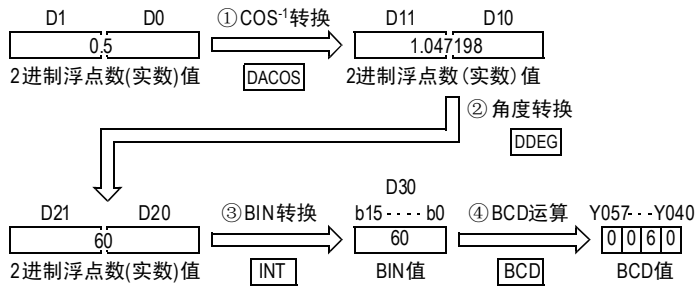 D1 D0 ①COS⁻¹转换 D11 D10
0.5 1.047198
2进制浮点数(实数)值 DACOS 2进制浮点数(实数)值
②角度转换
DDEG
D30
D21 D20 ③BIN转换 b15----b0 ④BCD运算 Y057---Y040
60 60 0 0 6 0
2进制浮点数(实数)值 INT BIN值 BCD BCD值